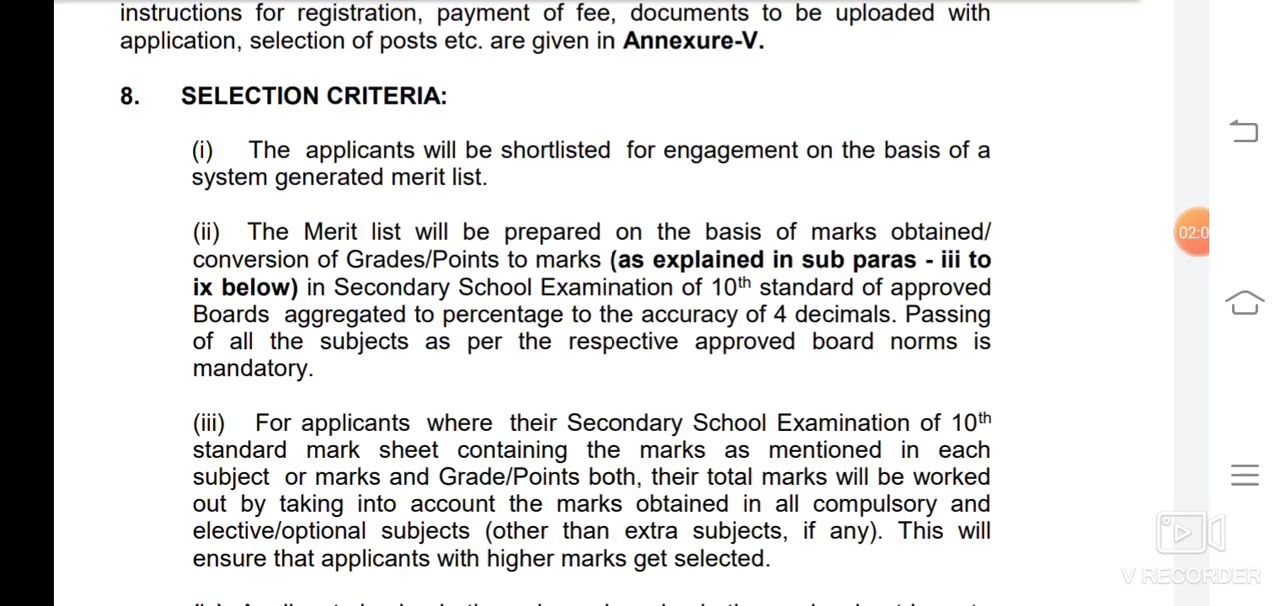 instructions for registration, payment of fee, documents to be uploaded with
application, selection of posts etc. are given in Annexure-V.
8. SELECTION CRITERIA:
(i) The applicants will be shortlisted for engagement on the basis of a
system generated merit list.
(ii) The Merit list will be prepared on the basis of marks obtained/
conversion of Grades/Points to marks (as explained in sub paras - iii to
ix below) in Secondary School Examination of 10th standard of approved
Boards aggregated to percentage to the accuracy of 4 decimals. Passing
of all the subjects as per the respective approved board norms is
mandatory.
(iii) For applicants where their Secondary School Examination of 10th
standard mark sheet containing the marks as mentioned in each
subject or marks and Grade/Points both, their total marks will be worked
out by taking into account the marks obtained in all compulsory and
elective/optional subjects (other than extra subjects, if any). This will
ensure that applicants with higher marks get selected.
02:0
V RECORDER